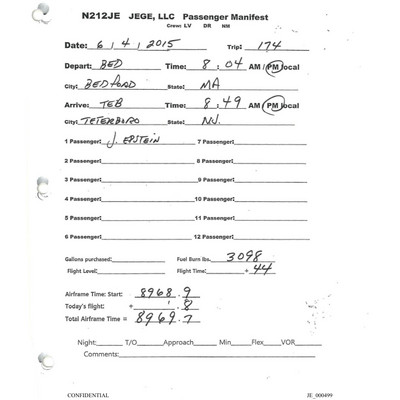 N212JE JEGE, LLC Passenger Manifest
Crew: LV DR NM
Date: 6 / 4 / 2015 Trip: 174
Depart: BED Time: 8 : 04 AM / PM local
City: BEDFORD State: MA
Arrive: TEB Time: 8 : 49 AM / PM local
City: TETERBORO State: NJ.
1 Passenger: J. EPSTEIN 7 Passenger:
2 Passenger: 8 Passenger:
3 Passenger: 9 Passenger:
4 Passenger: 10 Passenger:
5 Passenger: 11 Passenger:
6 Passenger: 12 Passenger:
Gallons purchased: Fuel Burn lbs. 3098
Flight Level: Flight Time: + 44
Airframe Time: Start: 8968 . 9
Today's flight: + . 8
Total Airframe Time = 8969 . 7
Night: T/O Approach Min Flex VOR
Comments:
CONFIDENTIAL JE_000499